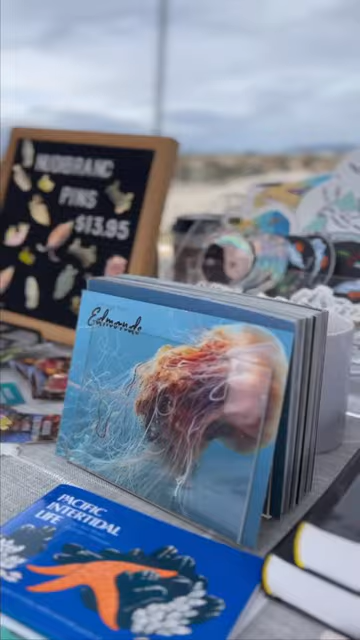 NUDIBRANC
PINS
$13.95
Edmonds
PACIFIC
INTERTIDAL
LIFE